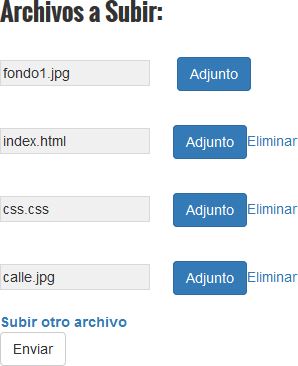 Archivos a Subir:
fondo1.jpg Adjunto
index.html Adjunto Eliminar
css.css Adjunto Eliminar
calle.jpg Adjunto Eliminar
Subir otro archivo
Enviar